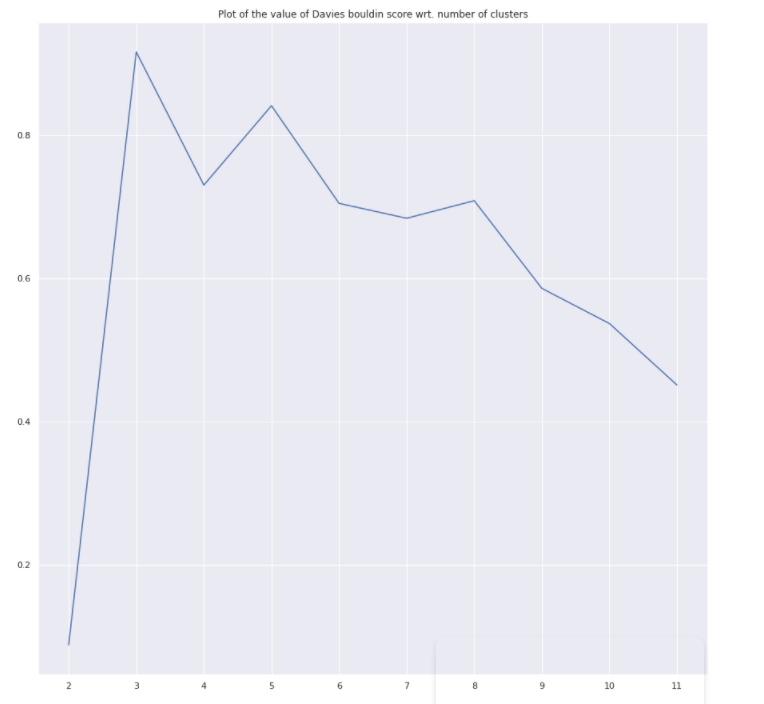 Plot of the value of Davies bouldin score wrt. number of clusters
0.8
0.6
0.4
0.2
2 3 4 5 6 7 8 9 10 11